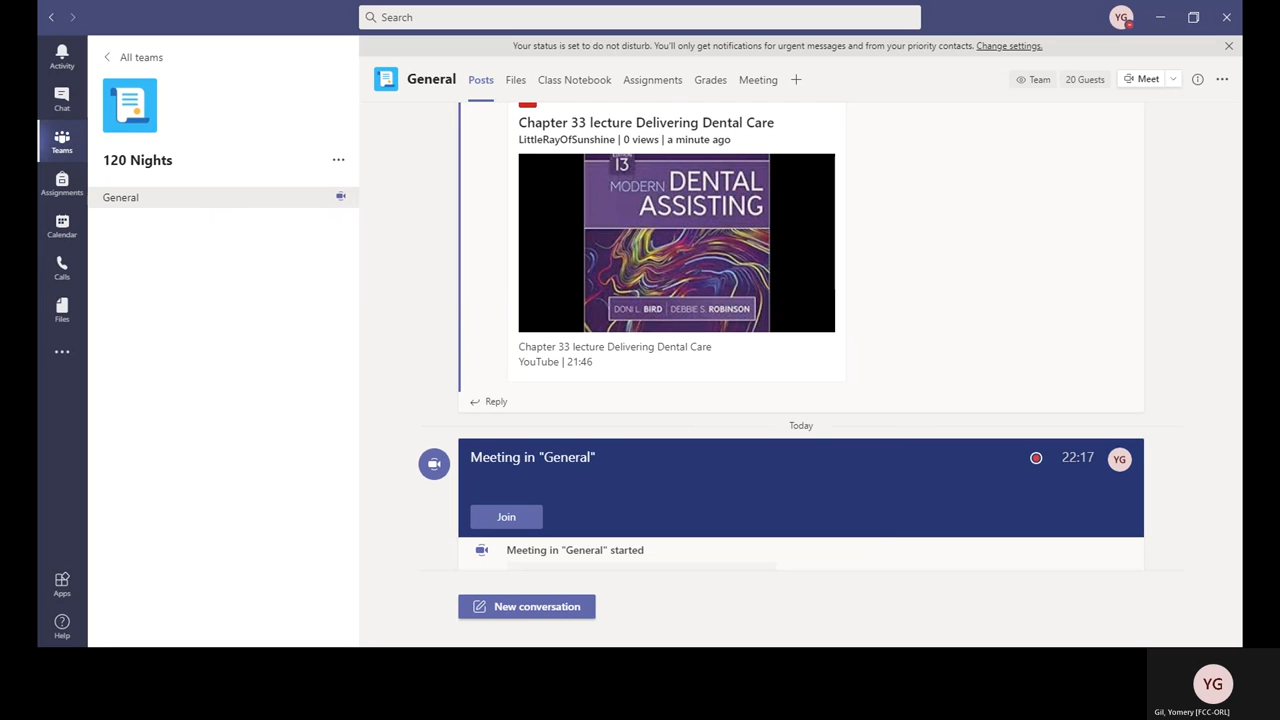 Search
YG
Your status is set to do not disturb. You'll only get notifications for urgent messages and from your priority contacts. Change settings.
Activity
Chat
Teams
Assignments
Calendar
Calls
Files
Apps
Help
All teams
120 Nights
General
General
Posts
Files
Class Notebook
Assignments
Grades
Meeting
Team
20 Guests
Meet
Chapter 33 lecture Delivering Dental Care
LittleRayOfSunshine | 0 views | a minute ago
EDITION
13
MODERN DENTAL
ASSISTING
DONI L. BIRD | DEBBIE S. ROBINSON
Chapter 33 lecture Delivering Dental Care
YouTube | 21:46
Reply
Today
Meeting in "General"
22:17
YG
Join
Meeting in "General" started
New conversation
YG
Gil, Yomery [FCC-ORL]